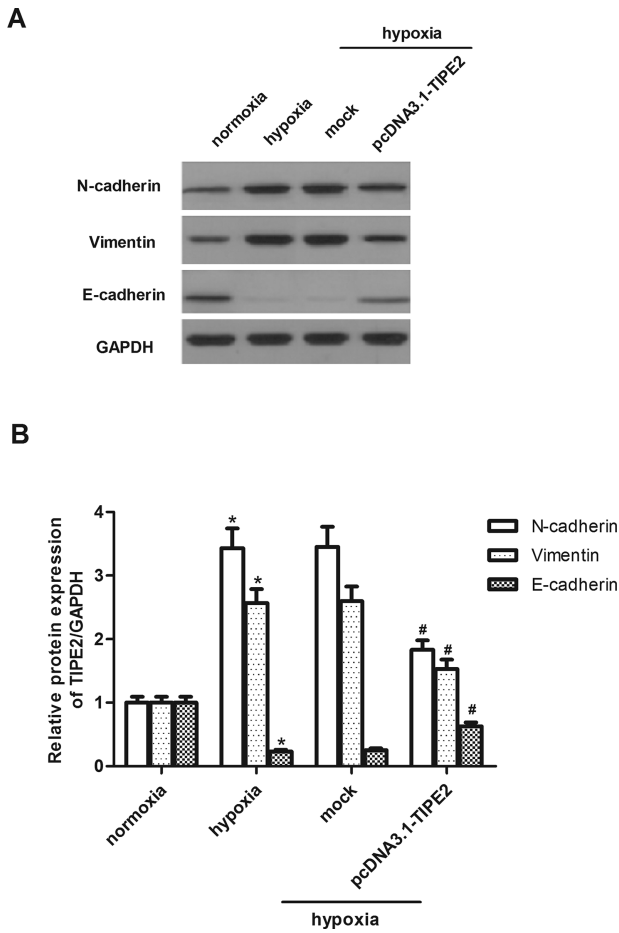 A
hypoxia
normoxia
hypoxia
mock
pcDNA3.1-TIPE2
N-cadherin
Vimentin
E-cadherin
GAPDH
B
Relative protein expression
of TIPE2/GAPDH
4
3
2
1
0
*
*
*
#
#
#
N-cadherin
Vimentin
E-cadherin
normoxia
hypoxia
mock
pcDNA3.1-TIPE2
hypoxia